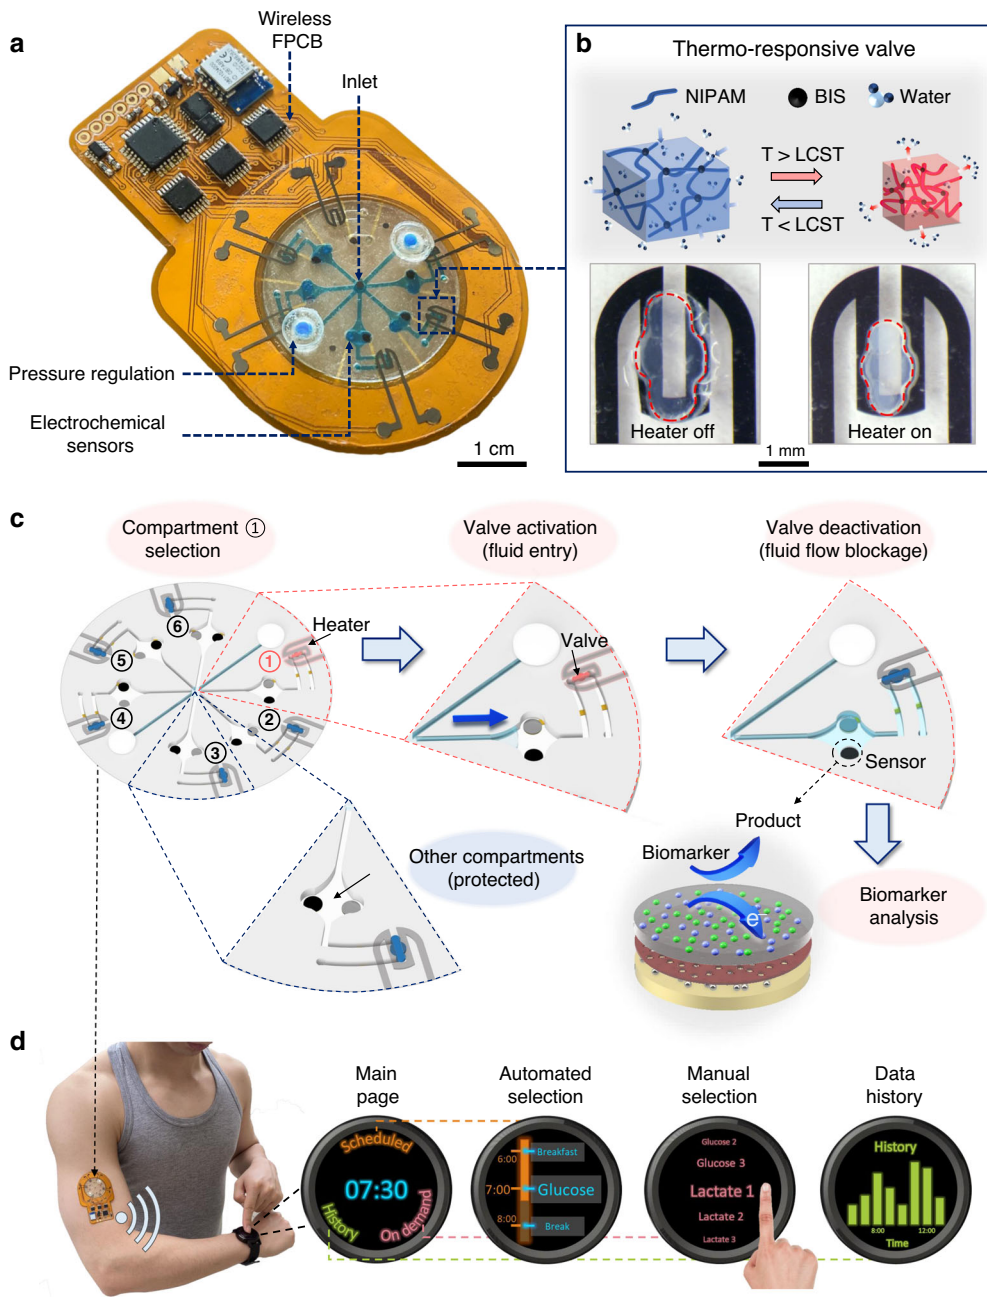 a
Wireless
FPCB
Inlet
Pressure regulation
Electrochemical
sensors
1 cm
b
Thermo-responsive valve
NIPAM
BIS
Water
T > LCST
T < LCST
Heater off
Heater on
1 mm
c
Compartment ①
selection
Valve activation
(fluid entry)
Valve deactivation
(fluid flow blockage)
Heater
Valve
Sensor
①
②
③
④
⑤
⑥
Other compartments
(protected)
Product
Biomarker
e⁻
Biomarker
analysis
d
Main
page
Automated
selection
Manual
selection
Data
history
Scheduled
07:30
History
On demand
6:00
Breakfast
7:00
Glucose
8:00
Break
Glucose 2
Glucose 3
Lactate 1
Lactate 2
Lactate 3
History
8:00
12:00
Time